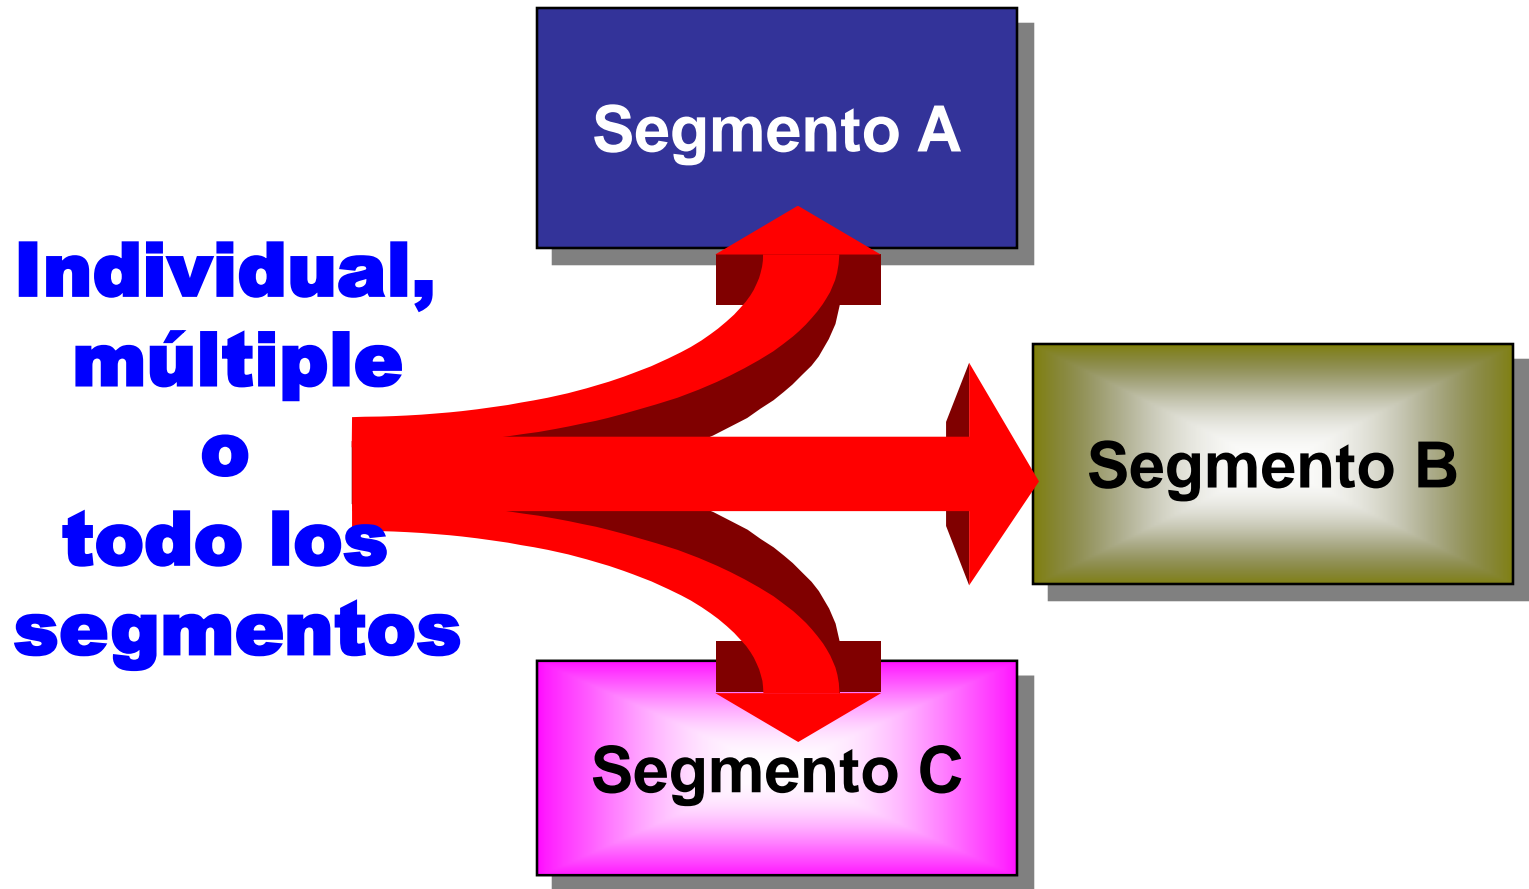 Segmento A
Individual,
múltiple
o
todo los
segmentos
Segmento B
Segmento C